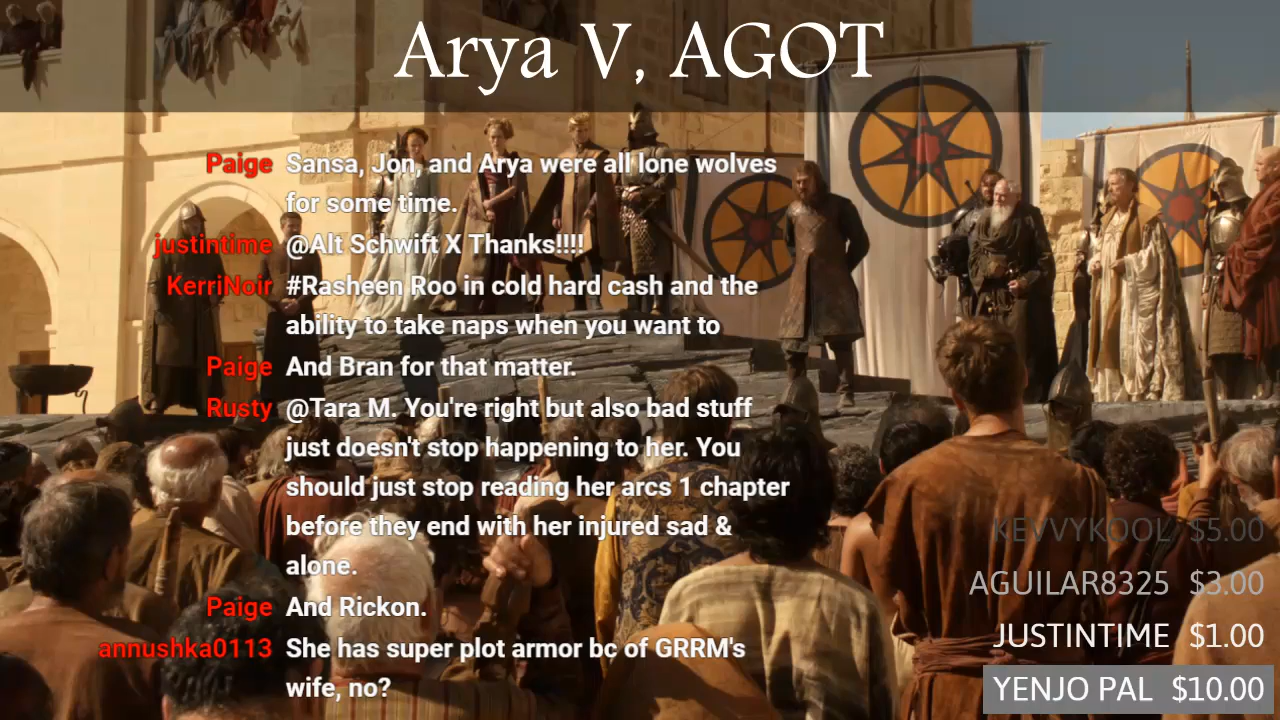 Arya V, AGOT
Paige Sansa, Jon, and Arya were all lone wolves
for some time.
justintime @Alt Schwift X Thanks!!!!
KerriNoir #Rasheen Roo in cold hard cash and the
ability to take naps when you want to
Paige And Bran for that matter.
Rusty @Tara M. You're right but also bad stuff
just doesn't stop happening to her. You
should just stop reading her arcs 1 chapter
before they end with her injured sad &
alone.
Paige And Rickon.
annushka0113 She has super plot armor bc of GRRM's
wife, no?
KEVVYKOOL $5.00
AGUILAR8325 $3.00
JUSTINTIME $1.00
YENJO PAL $10.00